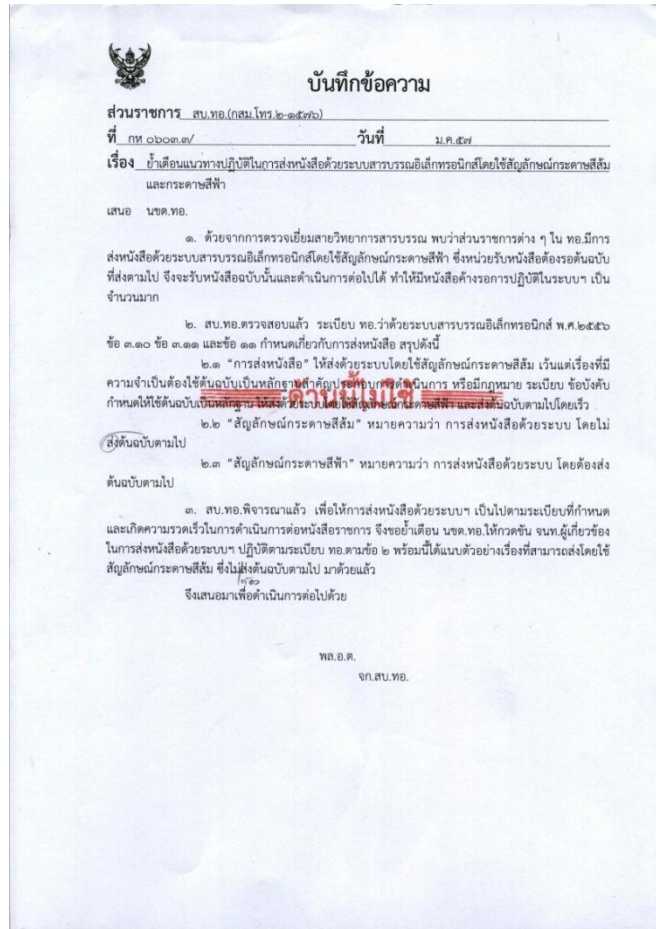 บันทึกข้อความ
ส่วนราชการ สบ.ทอ.(กสม.โทร.๒-๑๕๗๖)
ที่ กห ๐๖๐๓.๓/ วันที่ ม.ค.๕๗
เรื่อง ย้ำเตือนแนวทางปฏิบัติในการส่งหนังสือด้วยระบบสารบรรณอิเล็กทรอนิกส์โดยใช้สัญลักษณ์กระดาษสีส้ม
และกระดาษสีฟ้า
เสนอ นขต.ทอ.
๑. ด้วยจากการตรวจเยี่ยมสายวิทยาการสารบรรณ พบว่าส่วนราชการต่าง ๆ ใน ทอ.มีการ
ส่งหนังสือด้วยระบบสารบรรณอิเล็กทรอนิกส์โดยใช้สัญลักษณ์กระดาษสีฟ้า ซึ่งหน่วยรับหนังสือต้องรอต้นฉบับ
ที่ส่งตามไป จึงจะรับหนังสือฉบับนั้นและดำเนินการต่อไปได้ ทำให้มีหนังสือค้างรอการปฏิบัติในระบบฯ เป็น
จำนวนมาก
๒. สบ.ทอ.ตรวจสอบแล้ว ระเบียบ ทอ.ว่าด้วยระบบสารบรรณอิเล็กทรอนิกส์ พ.ศ.๒๕๕๖
ข้อ ๓.๑๐ ข้อ ๓.๑๑ และข้อ ๑๑ กำหนดเกี่ยวกับการส่งหนังสือ สรุปดังนี้
๒.๑ “การส่งหนังสือ” ให้ส่งด้วยระบบโดยใช้สัญลักษณ์กระดาษสีส้ม เว้นแต่เรื่องที่มี
ความจำเป็นต้องใช้ต้นฉบับเป็นหลักฐานสำคัญประกอบการดำเนินการ หรือมีกฎหมาย ระเบียบ ข้อบังคับ
ด้านนี้ไม่ใช้
กำหนดให้ใช้ต้นฉบับเป็นหลักฐาน ให้ส่งด้วยระบบโดยใช้สัญลักษณ์กระดาษสีฟ้า และส่งต้นฉบับตามไปโดยเร็ว
๒.๒ “สัญลักษณ์กระดาษสีส้ม” หมายความว่า การส่งหนังสือด้วยระบบ โดยไม่
ส่งต้นฉบับตามไป
๒.๓ “สัญลักษณ์กระดาษสีฟ้า” หมายความว่า การส่งหนังสือด้วยระบบ โดยต้องส่ง
ต้นฉบับตามไป
๓. สบ.ทอ.พิจารณาแล้ว เพื่อให้การส่งหนังสือด้วยระบบฯ เป็นไปตามระเบียบที่กำหนด
และเกิดความรวดเร็วในการดำเนินการต่อหนังสือราชการ จึงขอย้ำเตือน นขต.ทอ.ให้กวดขัน จนท.ผู้เกี่ยวข้อง
ในการส่งหนังสือด้วยระบบฯ ปฏิบัติตามระเบียบ ทอ.ตามข้อ ๒ พร้อมนี้ได้แนบตัวอย่างเรื่องที่สามารถส่งโดยใช้
สัญลักษณ์กระดาษสีส้ม ซึ่งไม่ส่งต้นฉบับตามไป มาด้วยแล้ว
ต้อง
จึงเสนอมาเพื่อดำเนินการต่อไปด้วย
พล.อ.ต.
จก.สบ.ทอ.